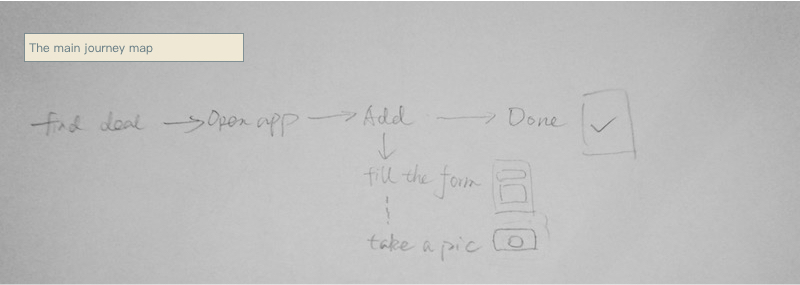 The main journey map
find deal → Open app → Add → Done
fill the form
take a pic